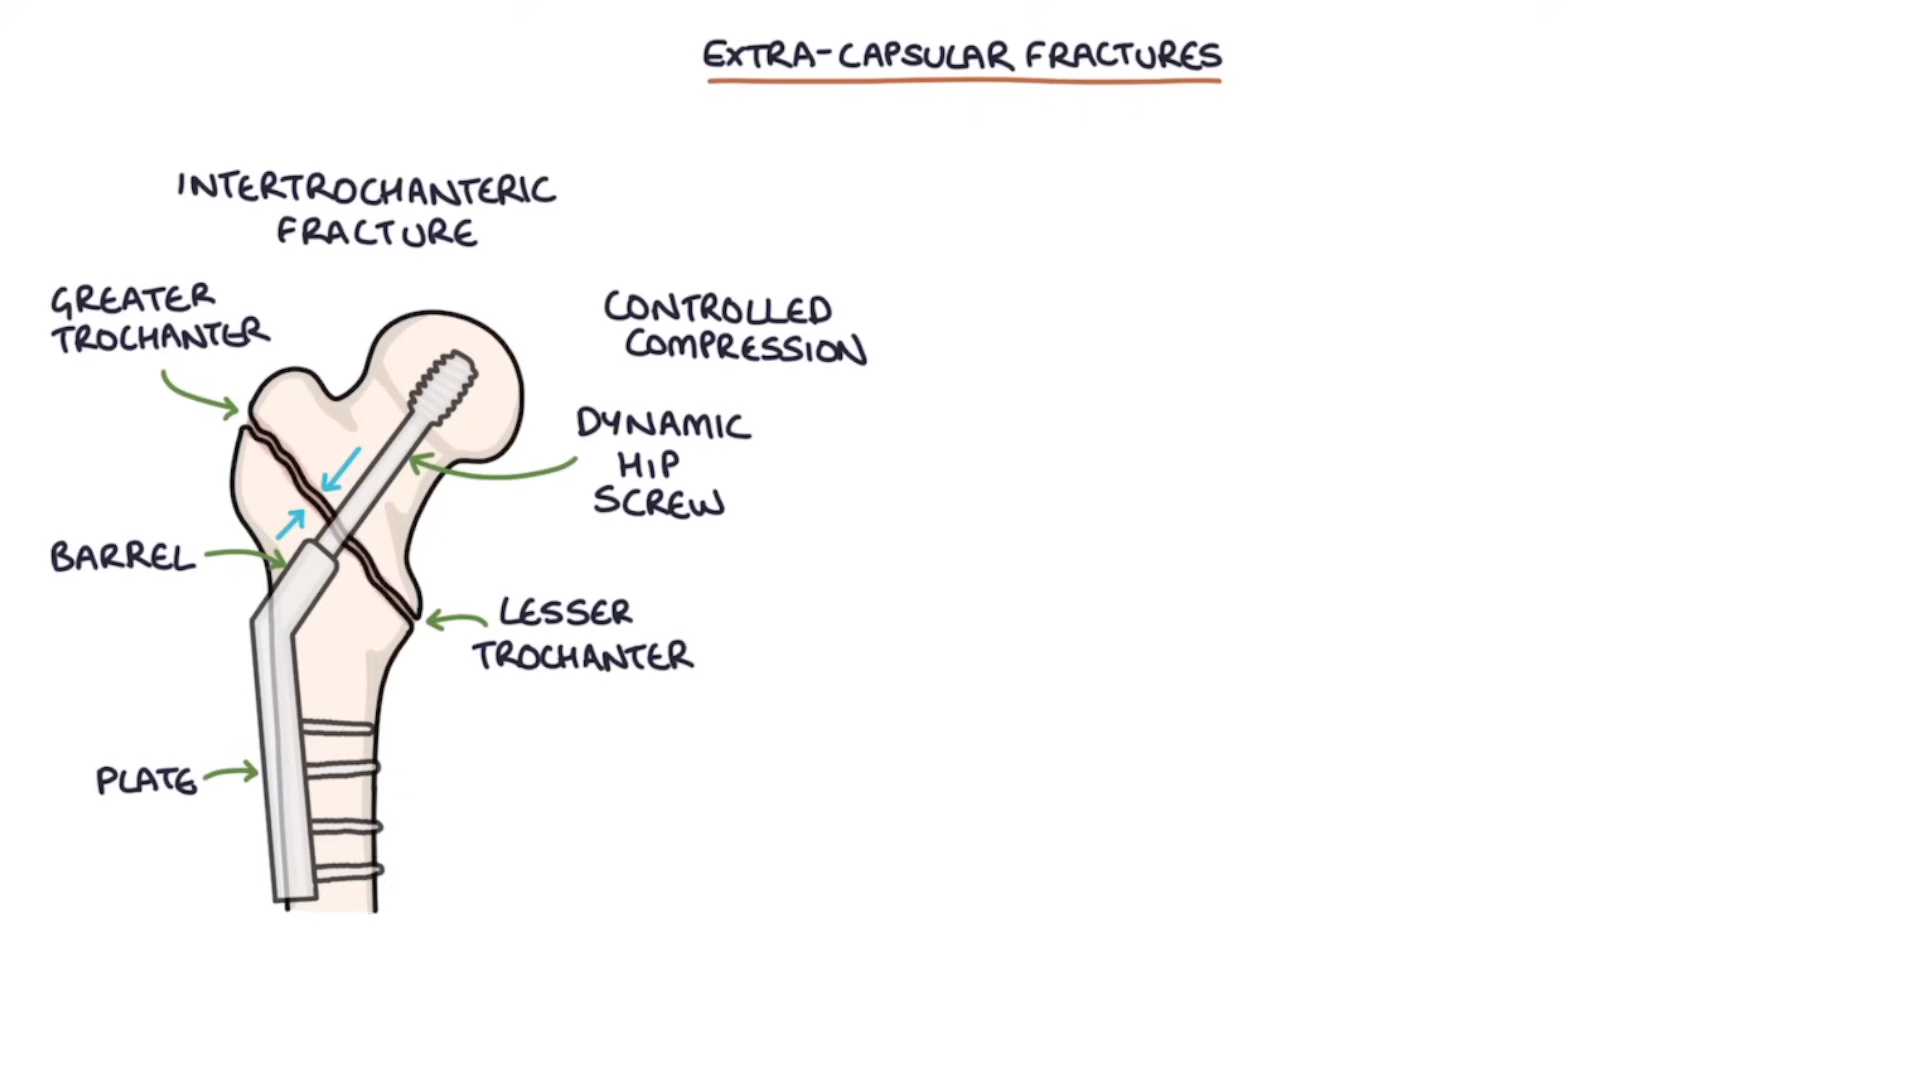 EXTRA-CAPSULAR FRACTURES
INTERTROCHANTERIC
FRACTURE
GREATER
TROCHANTER
CONTROLLED
COMPRESSION
DYNAMIC
HIP
SCREW
BARREL
LESSER
TROCHANTER
PLATE